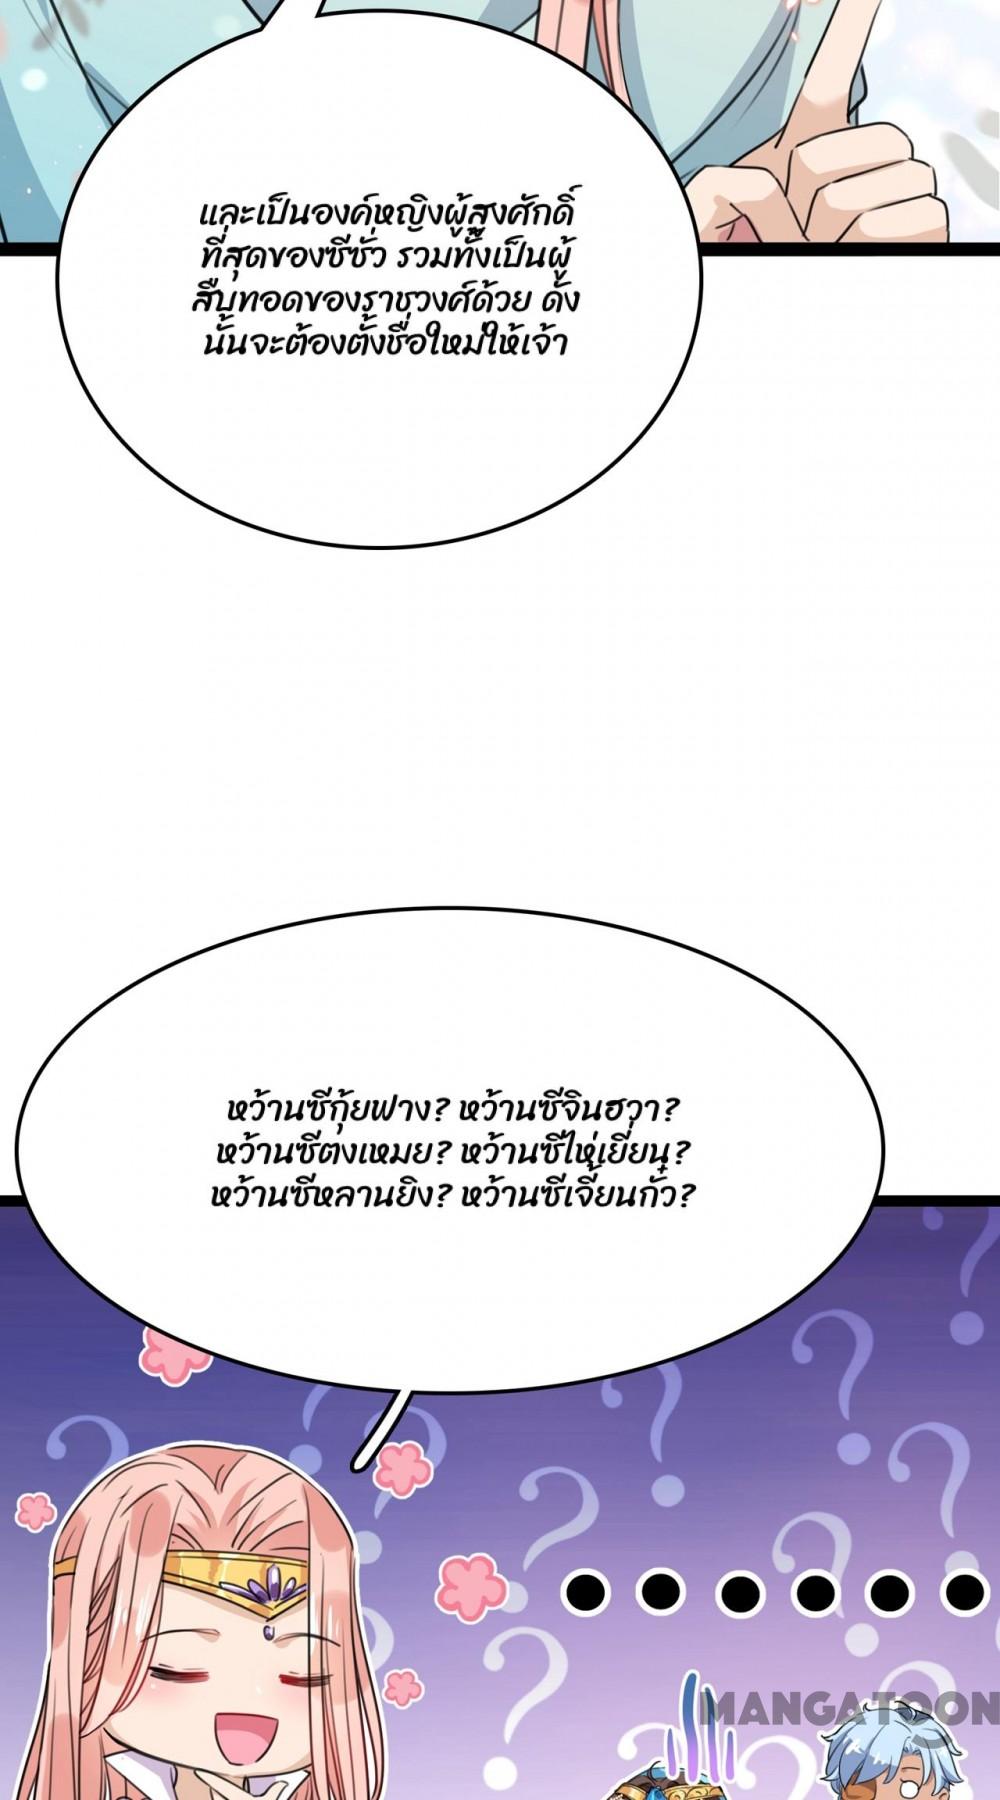 และเป็นองค์หญิงผู้สูงศักดิ์
ที่สุดของซีซั่ว รวมทั้งเป็นผู้
สืบทอดของราชวงศ์ด้วย ดัง
นั้นจะต้องตั้งชื่อใหม่ให้เจ้า
หว้านซีกุ้ยฟาง? หว้านซีจินฮวา?
หว้านซีตงเหมย? หว้านซีไห่เยี่ยน?
หว้านซีหลานยิง? หว้านซีเจี้ยนกั๋ว?
MANGATOON